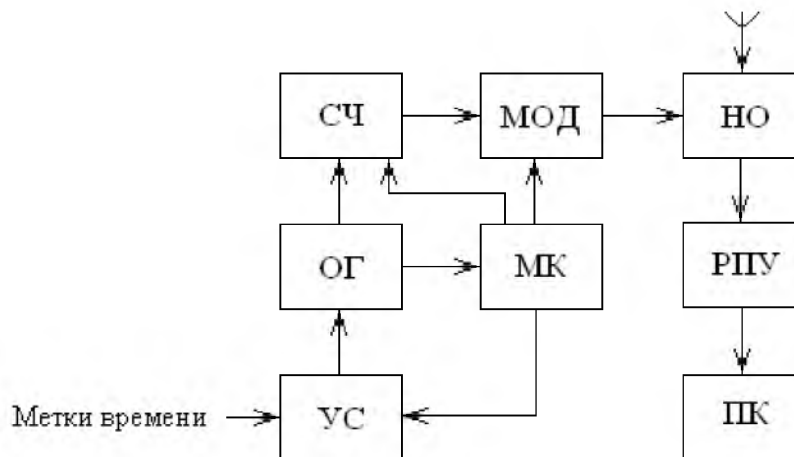 СЧ
МОД
НО
ОГ
МК
РПУ
Метки времени
УС
ПК